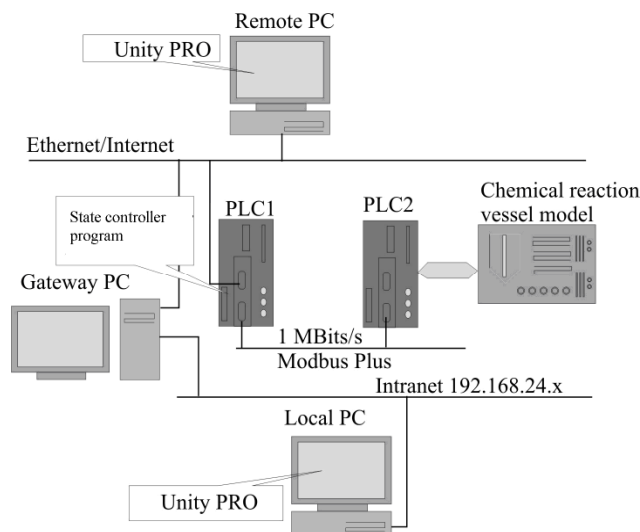 Remote PC
Unity PRO
Ethernet/Internet
State controller
program
PLC1
PLC2
Chemical reaction
vessel model
Gateway PC
1 MBits/s
Modbus Plus
Intranet 192.168.24.x
Local PC
Unity PRO